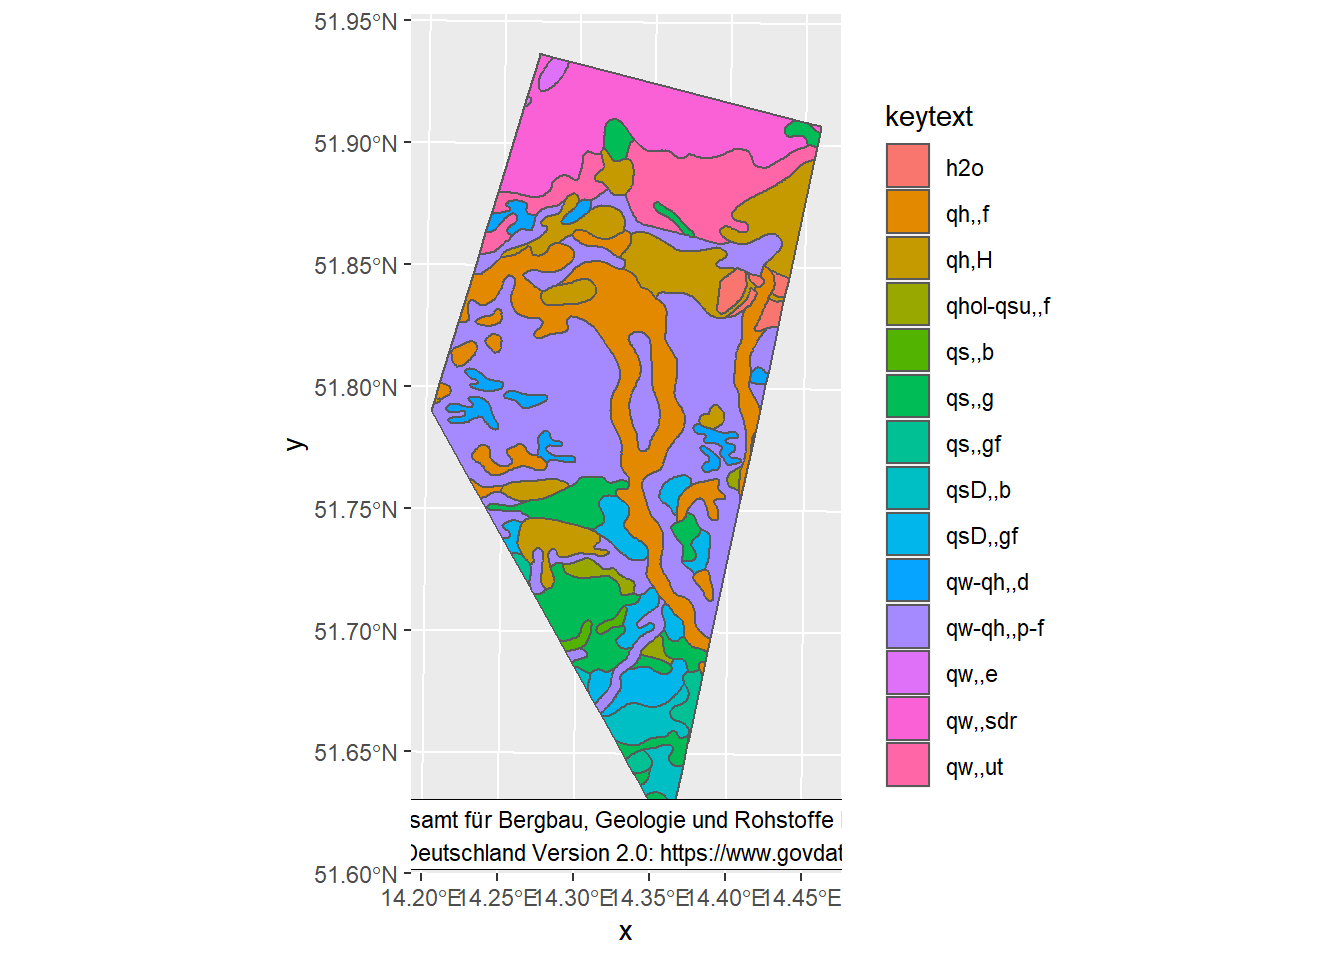 51.95°N
51.90°N
51.85°N
51.80°N
51.75°N
51.70°N
51.65°N
51.60°N
y
samt für Bergbau, Geologie und Rohstoffe
Deutschland Version 2.0: https://www.govdat
14.20°E 14.25°E 14.30°E 14.35°E 14.40°E 14.45°E
x
keytext
h2o
qh,,f
qh,H
qhol-qsu,,f
qs,,b
qs,,g
qs,,gf
qsD,,b
qsD,,gf
qw-qh,,d
qw-qh,,p-f
qw,,e
qw,,sdr
qw,,ut